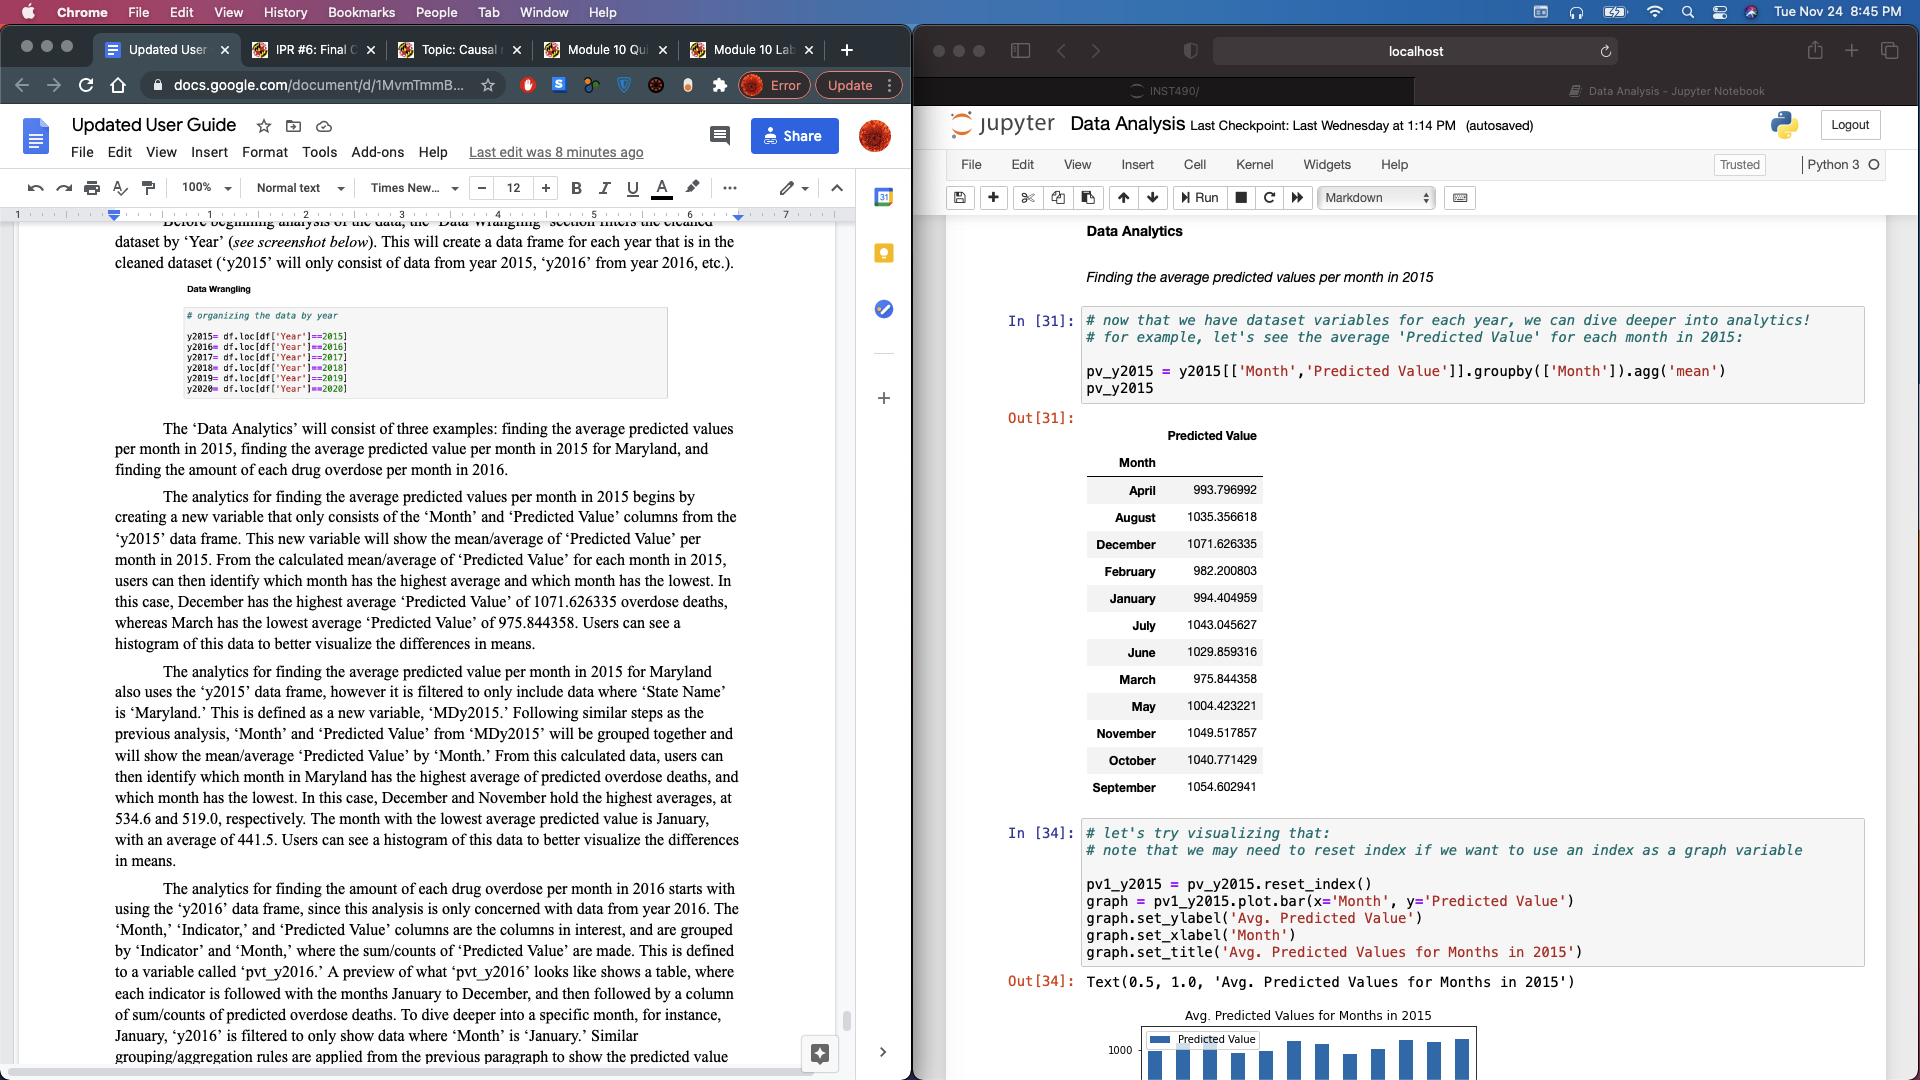 Chrome File Edit View History Bookmarks People Tab Window Help
Tue Nov 24 8:45 PM
Updated User
IPR #6: Final C
Topic: Causal
Module 10 Qui
Module 10 Lab
docs.google.com/document/d/1MvmTmmB...
Error
Update
Updated User Guide
Share
File Edit View Insert Format Tools Add-ons Help Last edit was 8 minutes ago
100% Normal text Times New... 12 B I U A
1 1 2 3 4 5 6 7
Before beginning analysis of the data, the ‘Data Wrangling’ section filters the cleaned
dataset by ‘Year’ (see screenshot below). This will create a data frame for each year that is in the
cleaned dataset (‘y2015’ will only consist of data from year 2015, ‘y2016’ from year 2016, etc.).
Data Wrangling
# organizing the data by year
y2015= df.loc[df['Year']==2015]
y2016= df.loc[df['Year']==2016]
y2017= df.loc[df['Year']==2017]
y2018= df.loc[df['Year']==2018]
y2019= df.loc[df['Year']==2019]
y2020= df.loc[df['Year']==2020]
The ‘Data Analytics’ will consist of three examples: finding the average predicted values
per month in 2015, finding the average predicted value per month in 2015 for Maryland, and
finding the amount of each drug overdose per month in 2016.
The analytics for finding the average predicted values per month in 2015 begins by
creating a new variable that only consists of the ‘Month’ and ‘Predicted Value’ columns from the
‘y2015’ data frame. This new variable will show the mean/average of ‘Predicted Value’ per
month in 2015. From the calculated mean/average of ‘Predicted Value’ for each month in 2015,
users can then identify which month has the highest average and which month has the lowest. In
this case, December has the highest average ‘Predicted Value’ of 1071.626335 overdose deaths,
whereas March has the lowest average ‘Predicted Value’ of 975.844358. Users can see a
histogram of this data to better visualize the differences in means.
The analytics for finding the average predicted value per month in 2015 for Maryland
also uses the ‘y2015’ data frame, however it is filtered to only include data where ‘State Name’
is ‘Maryland.’ This is defined as a new variable, ‘MDy2015.’ Following similar steps as the
previous analysis, ‘Month’ and ‘Predicted Value’ from ‘MDy2015’ will be grouped together and
will show the mean/average ‘Predicted Value’ by ‘Month.’ From this calculated data, users can
then identify which month in Maryland has the highest average of predicted overdose deaths, and
which month has the lowest. In this case, December and November hold the highest averages, at
534.6 and 519.0, respectively. The month with the lowest average predicted value is January,
with an average of 441.5. Users can see a histogram of this data to better visualize the differences
in means.
The analytics for finding the amount of each drug overdose per month in 2016 starts with
using the ‘y2016’ data frame, since this analysis is only concerned with data from year 2016. The
‘Month,’ ‘Indicator,’ and ‘Predicted Value’ columns are the columns in interest, and are grouped
by ‘Indicator’ and ‘Month,’ where the sum/counts of ‘Predicted Value’ are made. This is defined
to a variable called ‘pvt_y2016.’ A preview of what ‘pvt_y2016’ looks like shows a table, where
each indicator is followed with the months January to December, and then followed by a column
of sum/counts of predicted overdose deaths. To dive deeper into a specific month, for instance,
January, ‘y2016’ is filtered to only show data where ‘Month’ is ‘January.’ Similar
grouping/aggregation rules are applied from the previous paragraph to show the predicted value
31
localhost
INST490/
Data Analysis - Jupyter Notebook
jupyter Data Analysis Last Checkpoint: Last Wednesday at 1:14 PM (autosaved)
Logout
File Edit View Insert Cell Kernel Widgets Help
Trusted
Python 3
Run
Markdown
Data Analytics
Finding the average predicted values per month in 2015
In [31]: # now that we have dataset variables for each year, we can dive deeper into analytics!
# for example, let's see the average 'Predicted Value' for each month in 2015:
pv_y2015 = y2015[['Month','Predicted Value']].groupby(['Month']).agg('mean')
pv_y2015
Out[31]:
Predicted Value
Month
April 993.796992
August 1035.356618
December 1071.626335
February 982.200803
January 994.404959
July 1043.045627
June 1029.859316
March 975.844358
May 1004.423221
November 1049.517857
October 1040.771429
September 1054.602941
In [34]: # let's try visualizing that:
# note that we may need to reset index if we want to use an index as a graph variable
pv1_y2015 = pv_y2015.reset_index()
graph = pv1_y2015.plot.bar(x='Month', y='Predicted Value')
graph.set_ylabel('Avg. Predicted Value')
graph.set_xlabel('Month')
graph.set_title('Avg. Predicted Values for Months in 2015')
Out[34]: Text(0.5, 1.0, 'Avg. Predicted Values for Months in 2015')
Avg. Predicted Values for Months in 2015
Predicted Value
1000